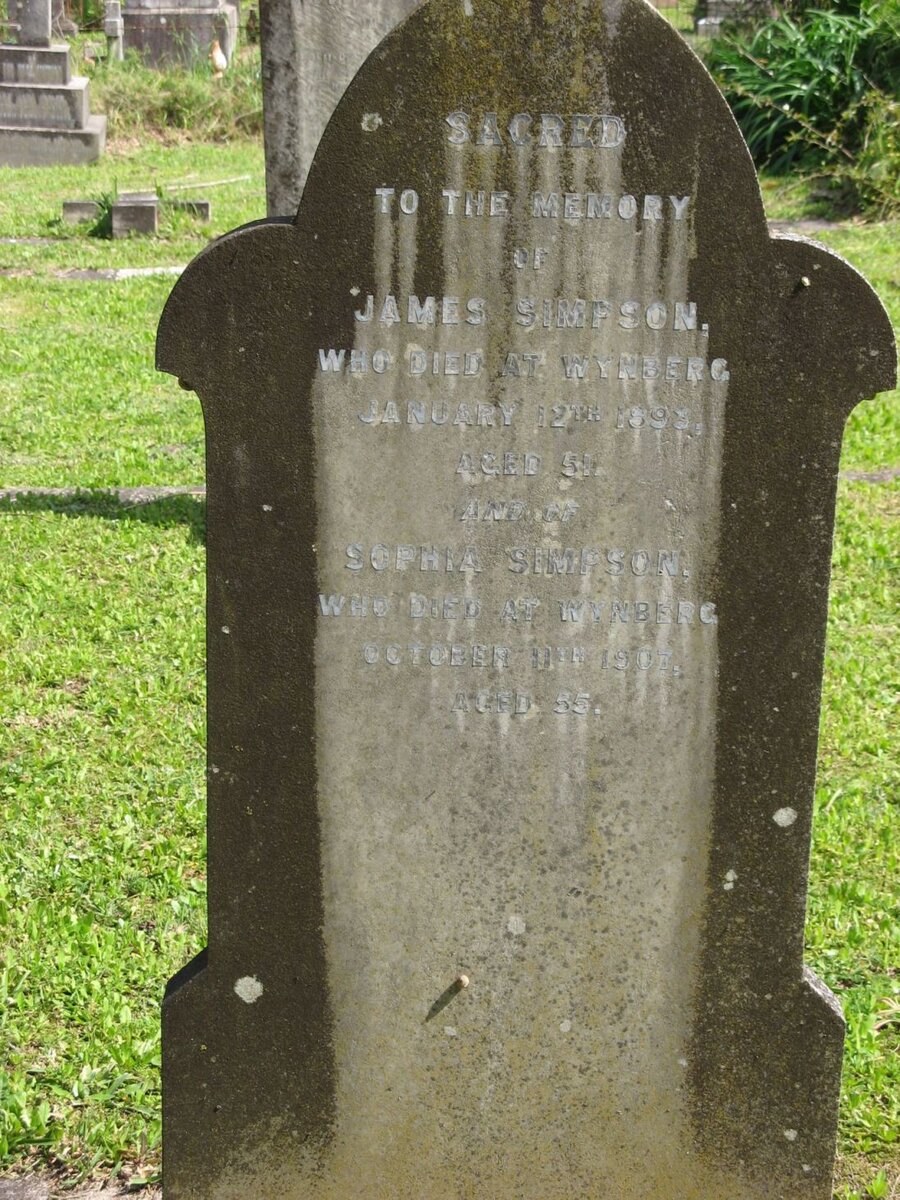 SACRED
TO THE MEMORY
OF
JAMES SIMPSON,
WHO DIED AT WYNBERG
JANUARY 12TH 1893,
AGED 51.
AND OF
SOPHIA SIMPSON,
WHO DIED AT WYNBERG
OCTOBER 11TH 1907,
AGED 55.